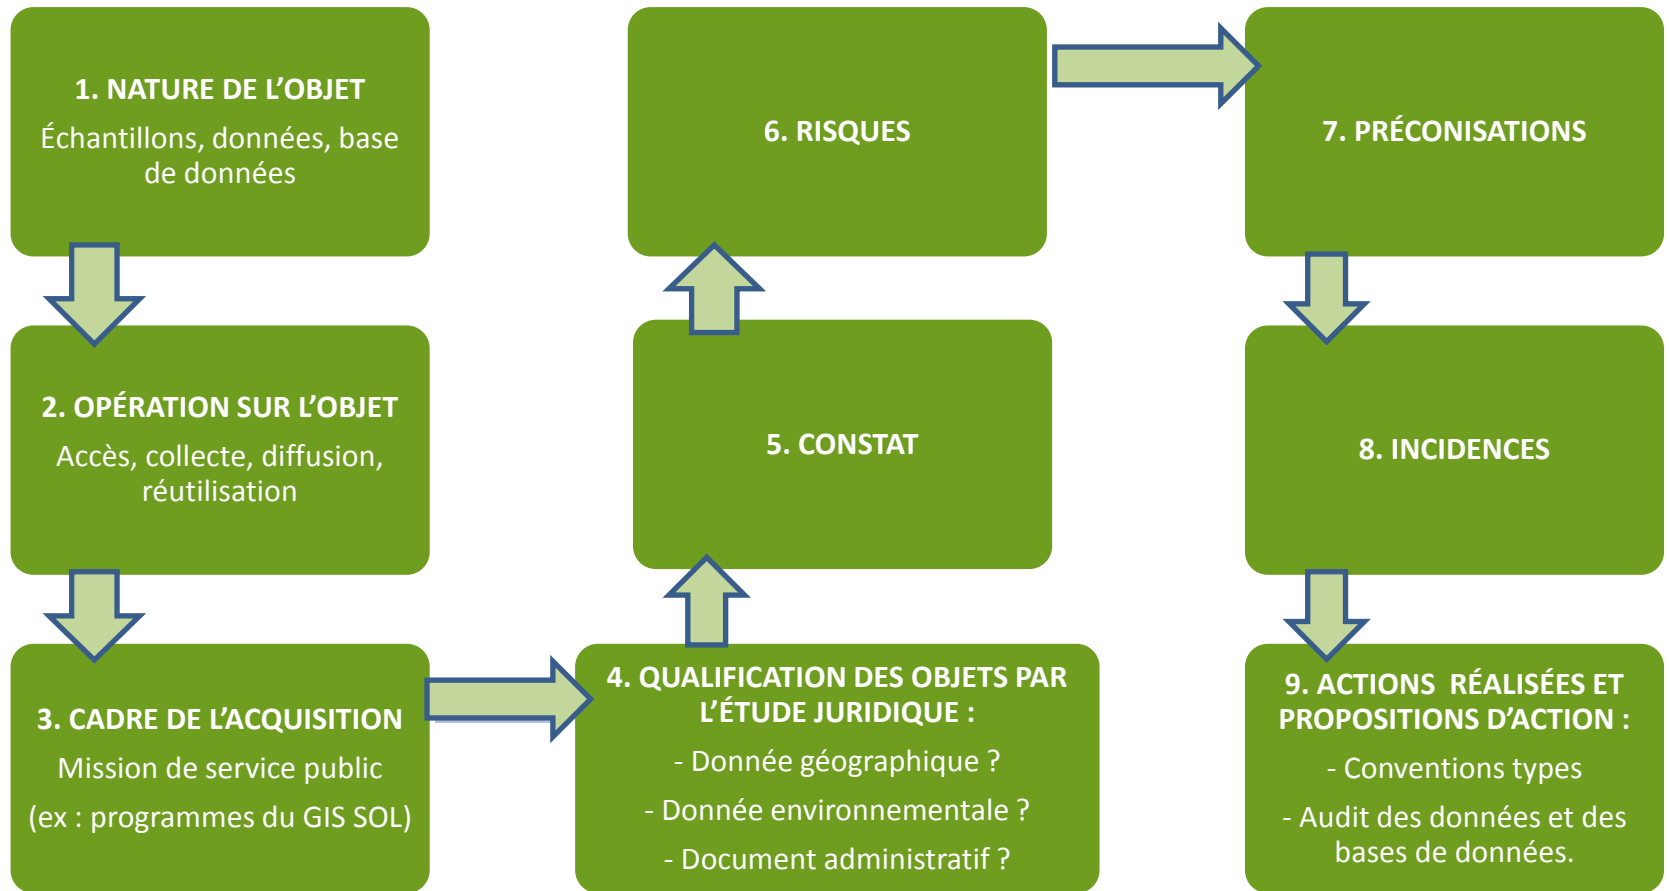 1. NATURE DE L'OBJET
Échantillons, données, base
de données
2. OPÉRATION SUR L'OBJET
Accès, collecte, diffusion,
réutilisation
3. CADRE DE L'ACQUISITION
Mission de service public
(ex : programmes du GIS SOL)
4. QUALIFICATION DES OBJETS PAR
L'ÉTUDE JURIDIQUE :
- Donnée géographique ?
- Donnée environnementale ?
- Document administratif ?
5. CONSTAT
6. RISQUES
7. PRÉCONISATIONS
8. INCIDENCES
9. ACTIONS  RÉALISÉES ET
PROPOSITIONS D'ACTION :
- Conventions types
- Audit des données et des
bases de données.